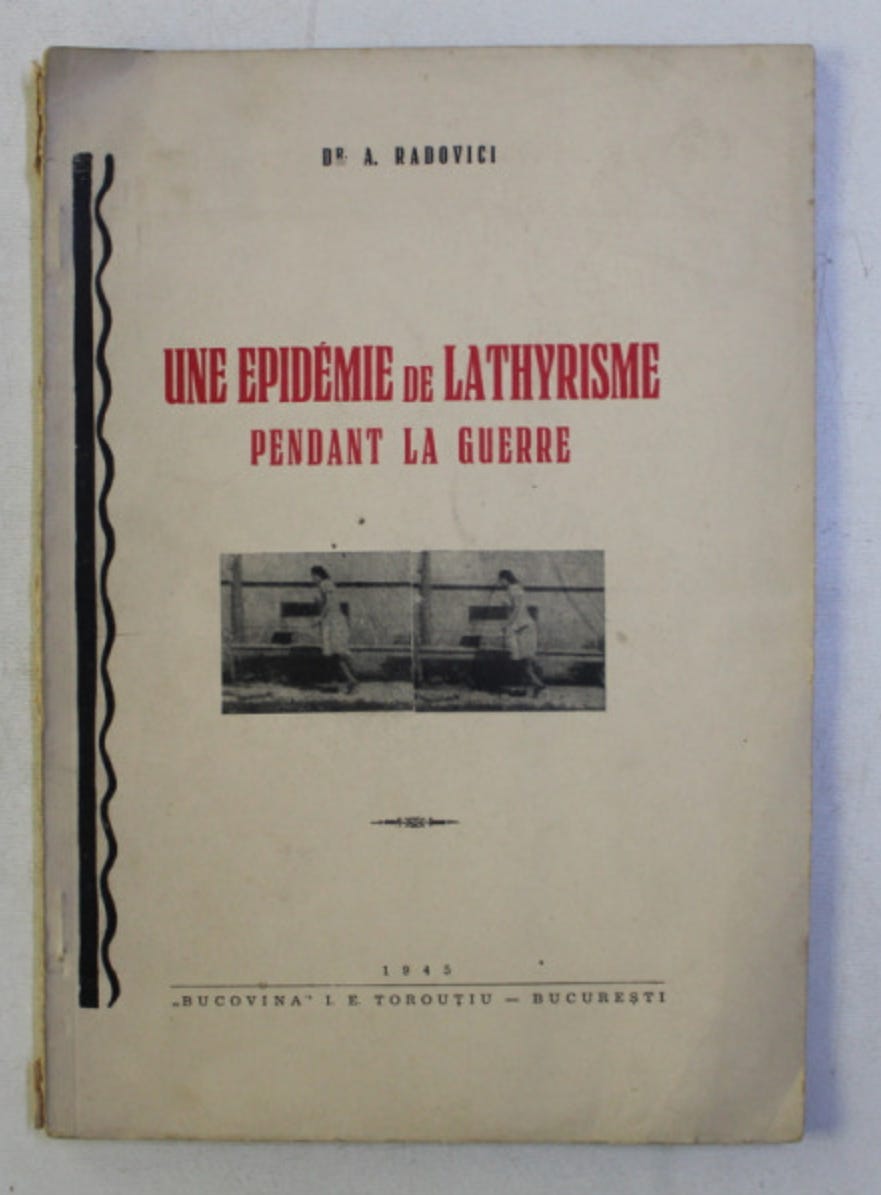 DR. A. RADOVICI
UNE EPIDÉMIE DE LATHYRISME
PENDANT LA GUERRE
1945
„BUCOVINA" I. E. TOROUȚIU — BUCUREȘTI